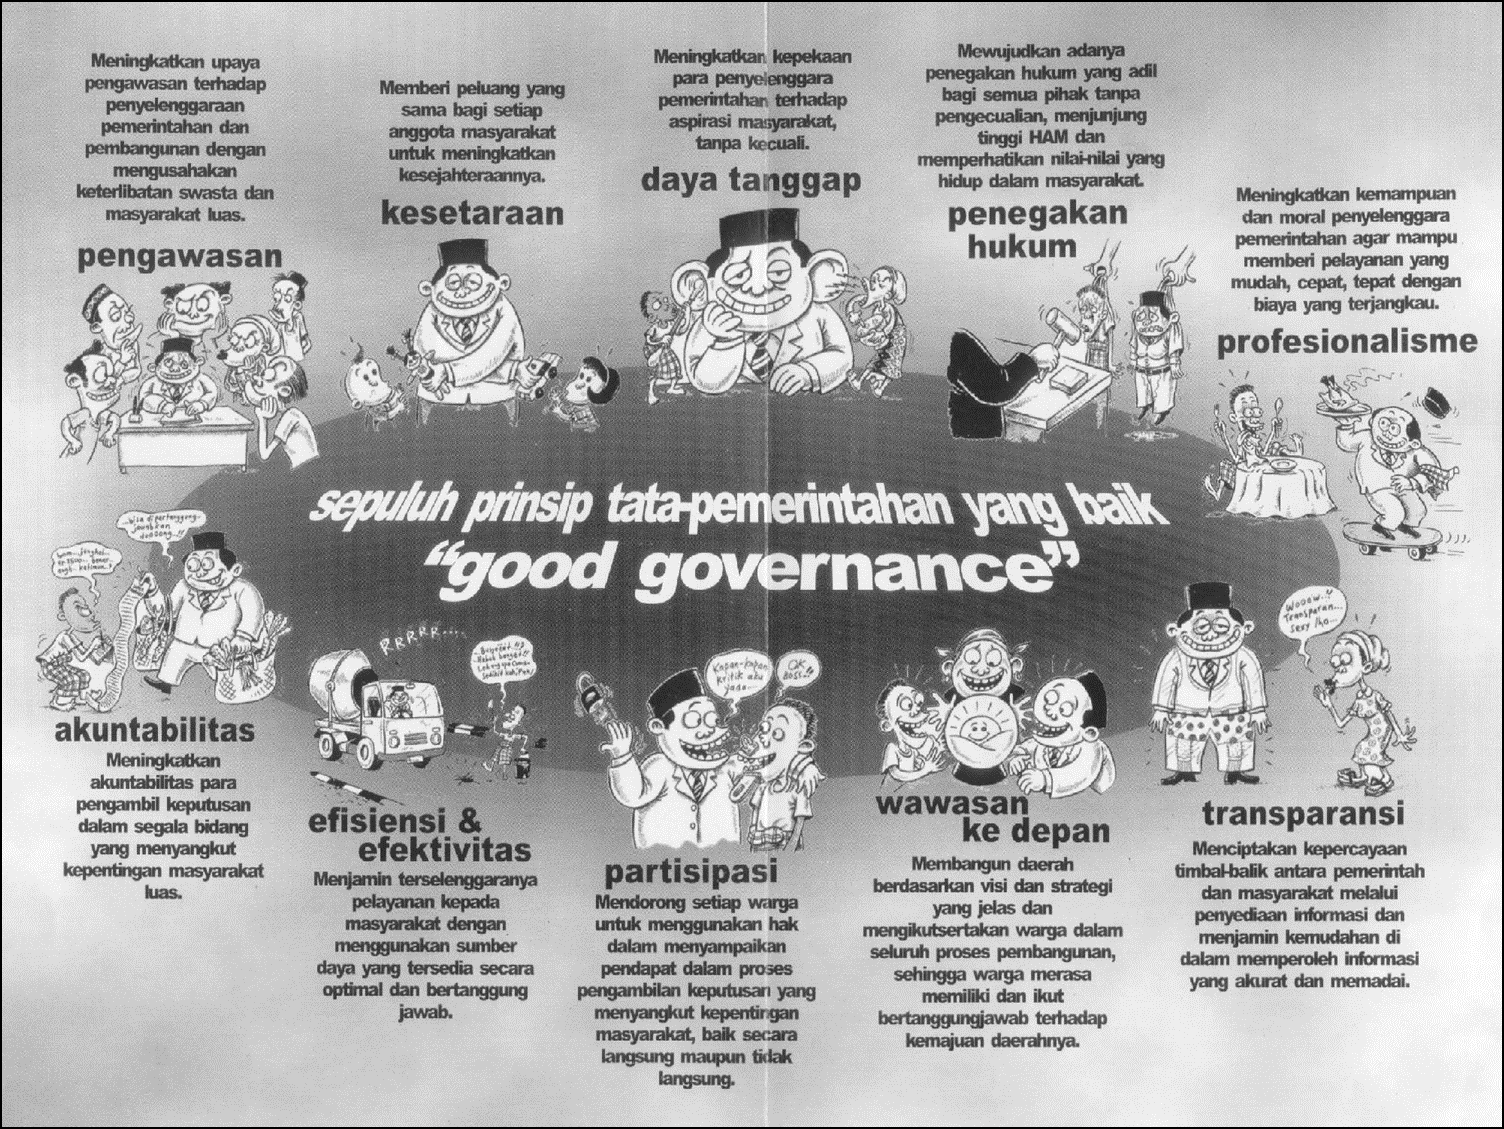 Meningkatkan upaya
pengawasan terhadap
penyelenggaraan
pemerintahan dan
pembangunan dengan
mengusahakan
keterlibatan swasta dan
masyarakat luas.
pengawasan
Memberi peluang yang
sama bagi setiap
anggota masyarakat
untuk meningkatkan
kesejahteraannya.
kesetaraan
Meningkatkan kepekaan
para penyelenggara
pemerintahan terhadap
aspirasi masyarakat,
tanpa kecuali.
daya tanggap
Mewujudkan adanya
penegakan hukum yang adil
bagi semua pihak tanpa
pengecualian, menjunjung
tinggi HAM dan
memperhatikan nilai-nilai yang
hidup dalam masyarakat.
penegakan
hukum
Meningkatkan kemampuan
dan moral penyelenggara
pemerintahan agar mampu
memberi pelayanan yang
mudah, cepat, tepat dengan
biaya yang terjangkau.
profesionalisme
sepuluh prinsip tata-pemerintahan yang baik
“good governance”
akuntabilitas
Meningkatkan
akuntabilitas para
pengambil keputusan
dalam segala bidang
yang menyangkut
kepentingan masyarakat
luas.
RRRRR....
efisiensi &
efektivitas
Menjamin terselenggaranya
pelayanan kepada
masyarakat dengan
menggunakan sumber
daya yang tersedia secara
optimal dan bertanggung
jawab.
Kapan-kapan
kritik aku
yaaa...
OK
BOSS..!!
partisipasi
Mendorong setiap warga
untuk menggunakan hak
dalam menyampaikan
pendapat dalam proses
pengambilan keputusan yang
menyangkut kepentingan
masyarakat, baik secara
langsung maupun tidak
langsung.
wawasan
ke depan
Membangun daerah
berdasarkan visi dan strategi
yang jelas dan
mengikutsertakan warga dalam
seluruh proses pembangunan,
sehingga warga merasa
memiliki dan ikut
bertanggungjawab terhadap
kemajuan daerahnya.
Wooow..!!
Transparan...
Sexy lho...
transparansi
Menciptakan kepercayaan
timbal-balik antara pemerintah
dan masyarakat melalui
penyediaan informasi dan
menjamin kemudahan di
dalam memperoleh informasi
yang akurat dan memadai.